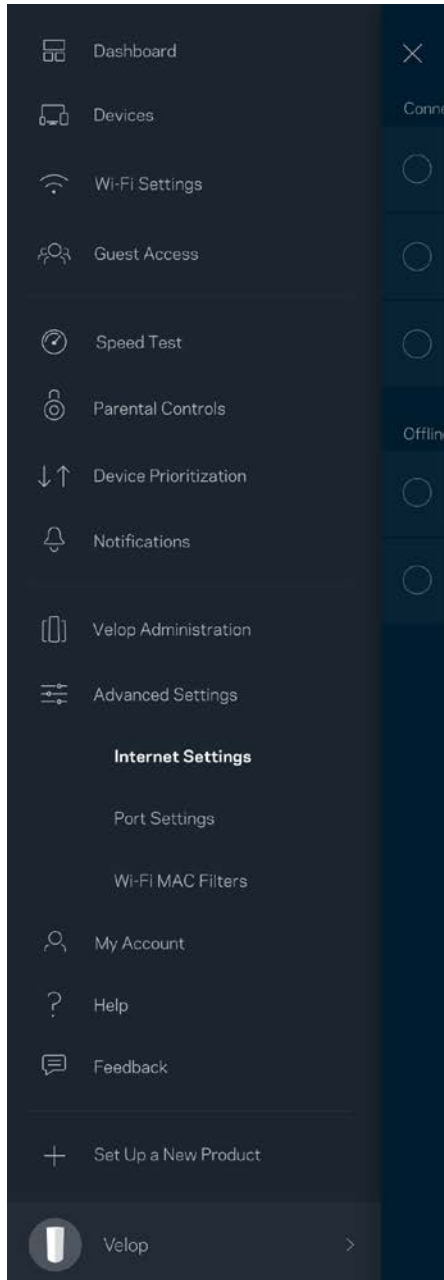 Dashboard
Devices
Wi-Fi Settings
Guest Access
Speed Test
Parental Controls
Device Prioritization
Notifications
Velop Administration
Advanced Settings
Internet Settings
Port Settings
Wi-Fi MAC Filters
My Account
Help
Feedback
Set Up a New Product
Velop